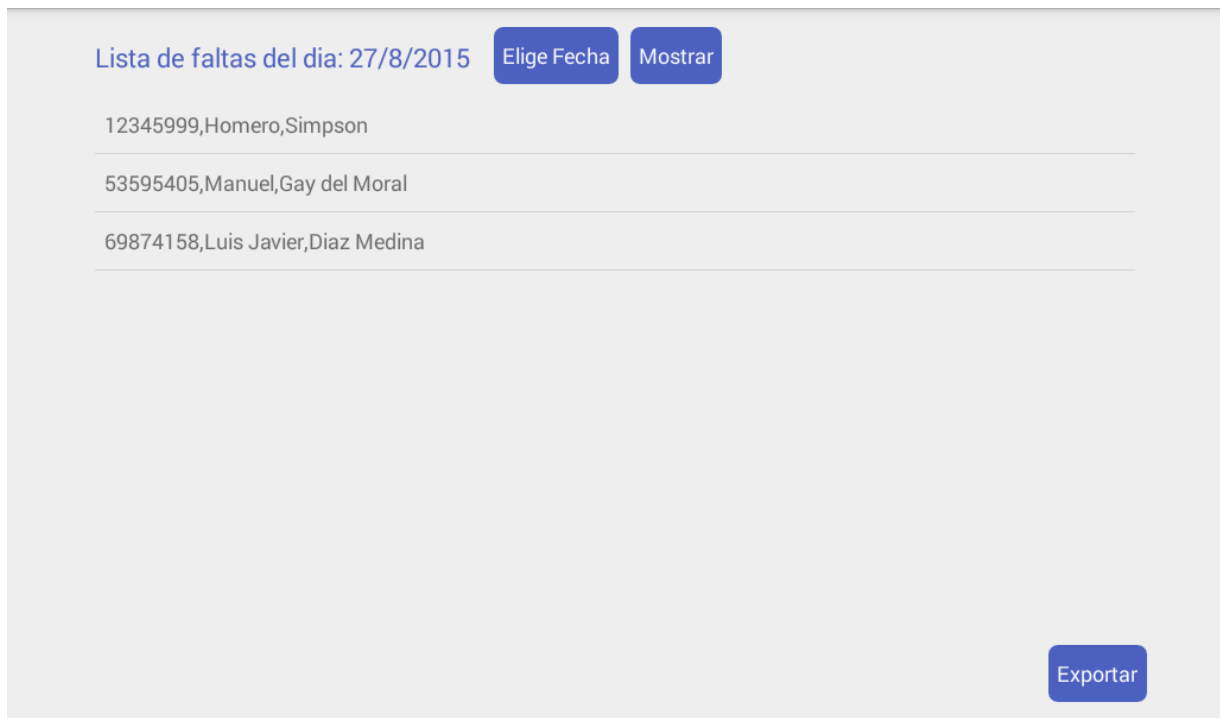 Lista de faltas del dia: 27/8/2015 Elige Fecha Mostrar
12345999,Homero,Simpson
53595405,Manuel,Gay del Moral
69874158,Luis Javier,Diaz Medina
Exportar